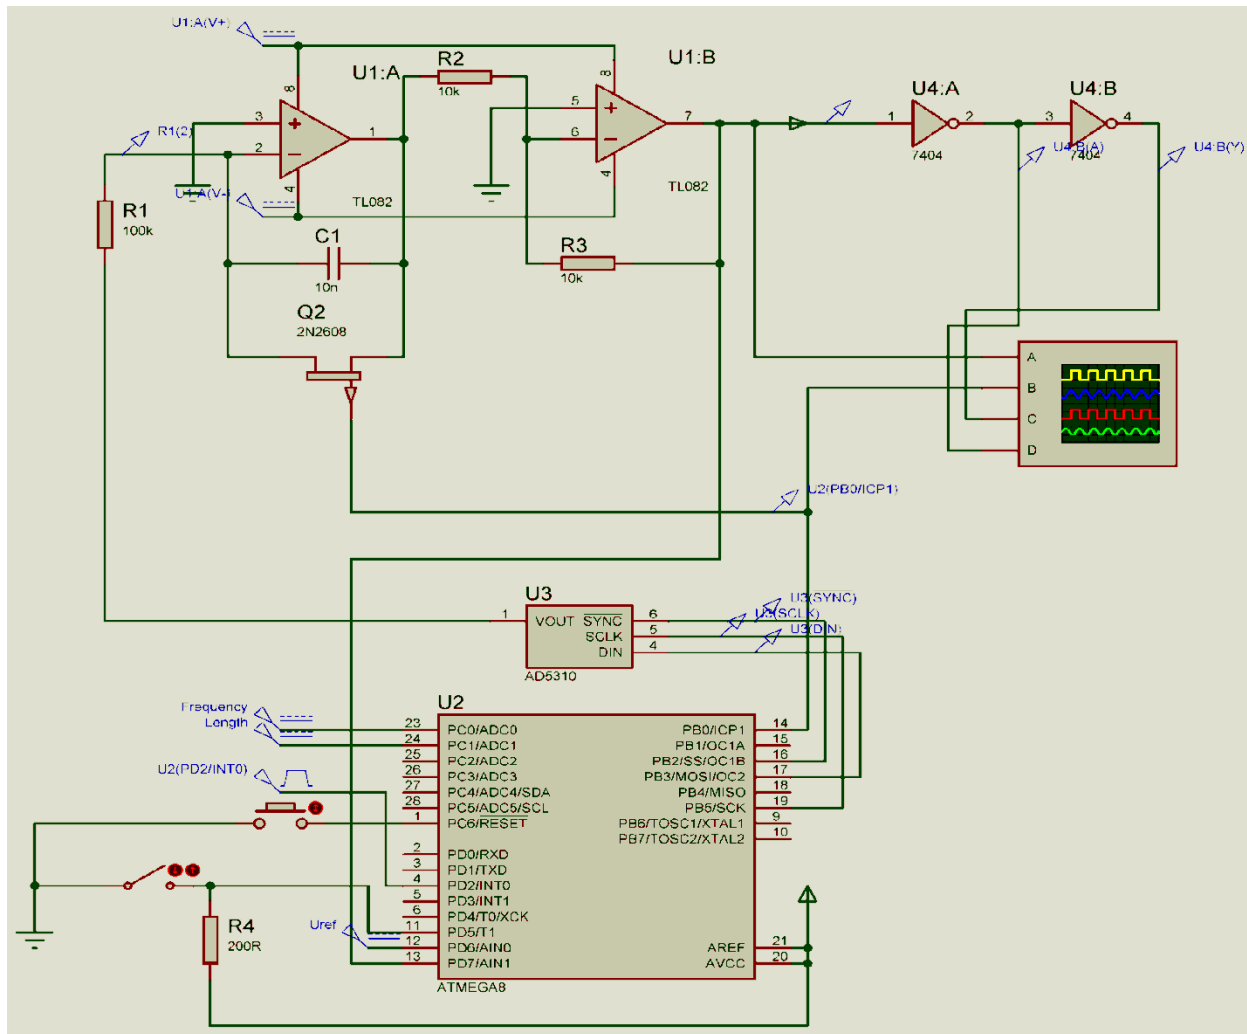 U1:A(V+)
U1:A
R2
10k
U1:B
U4:A
U4:B
8
3
1
2
4
TL082
8
5
6
7
4
TL082
1
2
7404
3
4
7404
R1(2)
U1:A(V-)
U4:B(A)
U4:B(Y)
R1
100k
C1
10n
R3
10k
Q2
2N2608
A
B
C
D
U2(PB0/ICP1)
U3
1
VOUT
SYNC
6
SCLK
5
DIN
4
AD5310
U3(SYNC)
U3(SCLK)
U3(DIN)
U2
Frequency
Length
U2(PD2/INT0)
23 PC0/ADC0
24 PC1/ADC1
25 PC2/ADC2
26 PC3/ADC3
27 PC4/ADC4/SDA
28 PC5/ADC5/SCL
1 PC6/RESET
2 PD0/RXD
3 PD1/TXD
4 PD2/INT0
5 PD3/INT1
6 PD4/T0/XCK
11 PD5/T1
12 PD6/AIN0
13 PD7/AIN1
PB0/ICP1 14
PB1/OC1A 15
PB2/SS/OC1B 16
PB3/MOSI/OC2 17
PB4/MISO 18
PB5/SCK 19
PB6/TOSC1/XTAL1 9
PB7/TOSC2/XTAL2 10
AREF 21
AVCC 20
ATMEGA8
Uref
R4
200R